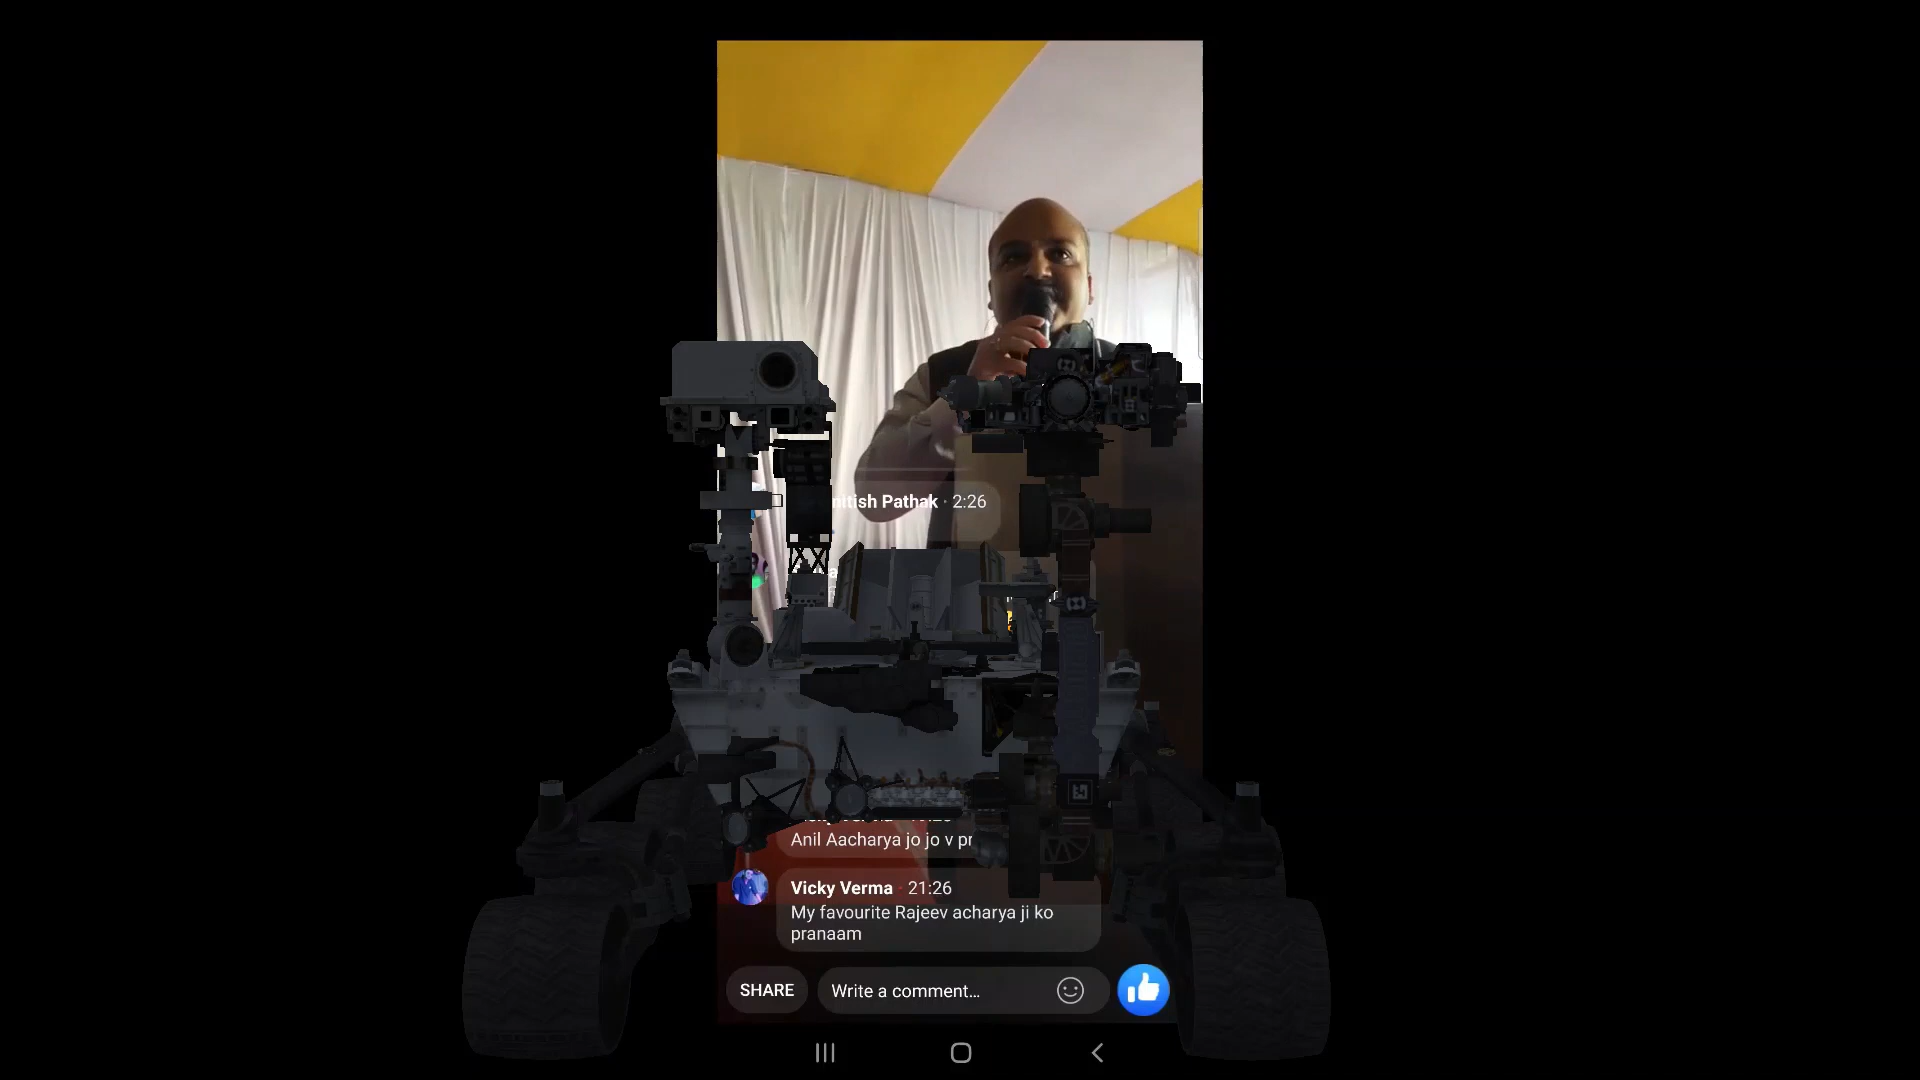 nitish Pathak · 2:26
Anil Aacharya jo jo v pr
Vicky Verma · 21:26
My favourite Rajeev acharya ji ko
pranaam
SHARE
Write a comment...